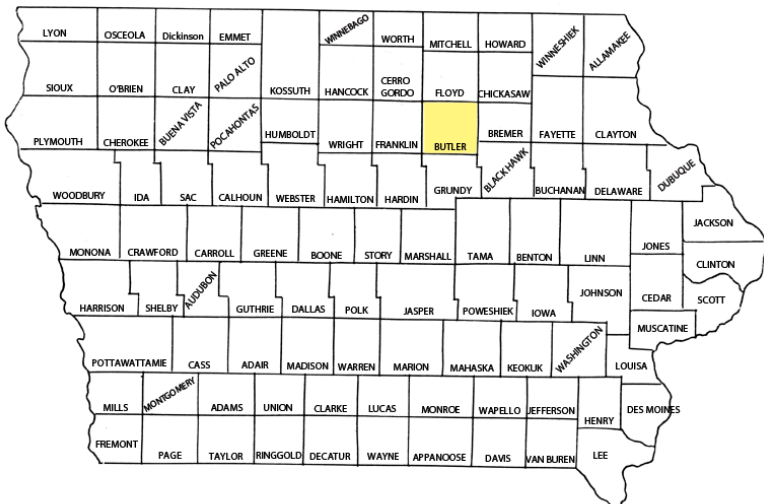 LYON
OSCEOLA
Dickinson
EMMET
WINNEBAGO
WORTH
MITCHELL
HOWARD
WINNESHIEK
ALLAMAKEE
SIOUX
O'BRIEN
CLAY
PALO ALTO
KOSSUTH
HANCOCK
CERRO
GORDO
FLOYD
CHICKASAW
PLYMOUTH
CHEROKEE
BUENA VISTA
POCAHONTAS
HUMBOLDT
WRIGHT
FRANKLIN
BUTLER
BREMER
FAYETTE
CLAYTON
WOODBURY
IDA
SAC
CALHOUN
WEBSTER
HAMILTON
HARDIN
GRUNDY
BLACK HAWK
BUCHANAN
DELAWARE
DUBUQUE
MONONA
CRAWFORD
CARROLL
GREENE
BOONE
STORY
MARSHALL
TAMA
BENTON
LINN
JONES
JACKSON
CLINTON
HARRISON
SHELBY
AUDUBON
GUTHRIE
DALLAS
POLK
JASPER
POWESHIEK
IOWA
JOHNSON
CEDAR
SCOTT
MUSCATINE
POTTAWATTAMIE
CASS
ADAIR
MADISON
WARREN
MARION
MAHASKA
KEOKUK
WASHINGTON
LOUISA
MILLS
MONTGOMERY
ADAMS
UNION
CLARKE
LUCAS
MONROE
WAPELLO
JEFFERSON
HENRY
DES MOINES
FREMONT
PAGE
TAYLOR
RINGGOLD
DECATUR
WAYNE
APPANOOSE
DAVIS
VAN BUREN
LEE